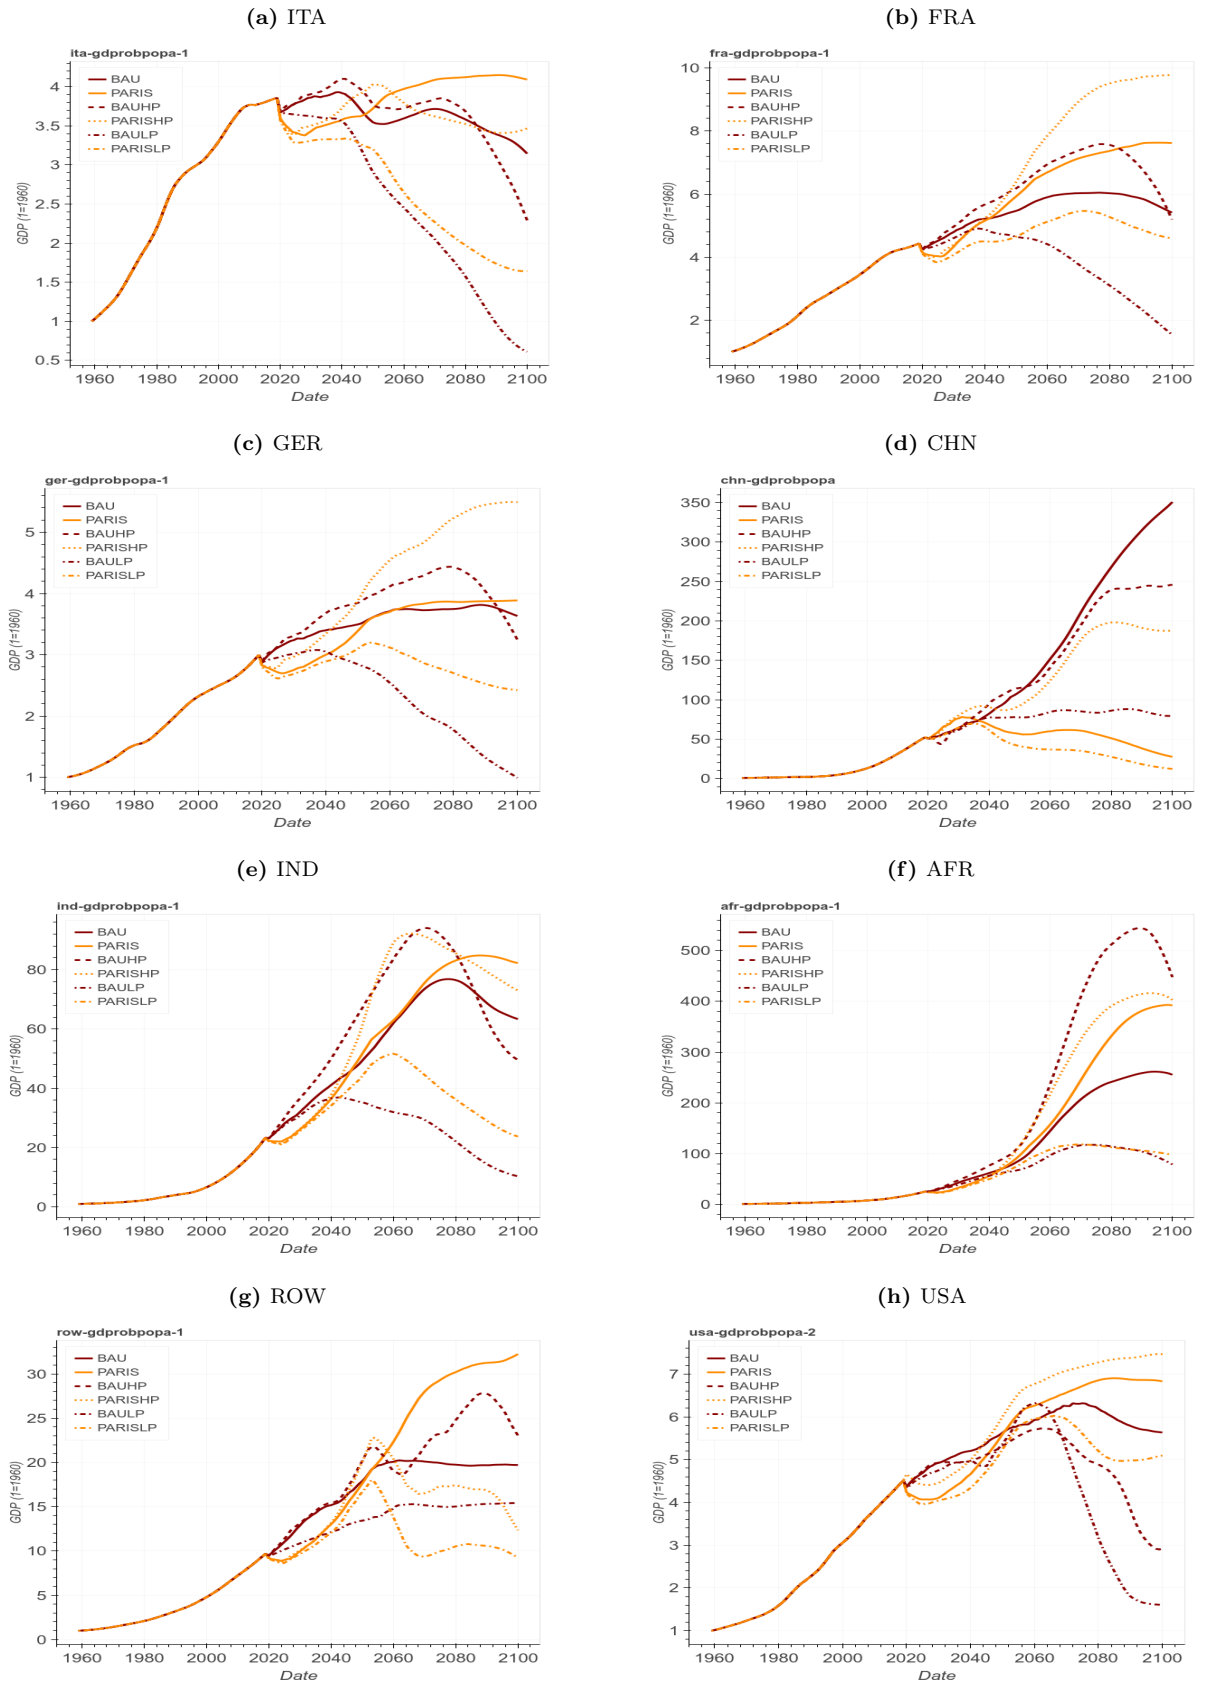 (a) ITA
ita-gdprobpopa-1
BAU
PARIS
BAUHP
PARISHP
BAULP
PARISLP
4
3.5
3
2.5
2
1.5
1
0.5
GDP (1=1960)
1960 1980 2000 2020 2040 2060 2080 2100
Date
(b) FRA
fra-gdprobpopa-1
BAU
PARIS
BAUHP
PARISHP
BAULP
PARISLP
10
8
6
4
2
GDP (1=1960)
1960 1980 2000 2020 2040 2060 2080 2100
Date
(c) GER
ger-gdprobpopa-1
BAU
PARIS
BAUHP
PARISHP
BAULP
PARISLP
5
4
3
2
1
GDP (1=1960)
1960 1980 2000 2020 2040 2060 2080 2100
Date
(d) CHN
chn-gdprobpopa
BAU
PARIS
BAUHP
PARISHP
BAULP
PARISLP
350
300
250
200
150
100
50
0
GDP (1=1960)
1960 1980 2000 2020 2040 2060 2080 2100
Date
(e) IND
ind-gdprobpopa-1
BAU
PARIS
BAUHP
PARISHP
BAULP
PARISLP
80
60
40
20
0
GDP (1=1960)
1960 1980 2000 2020 2040 2060 2080 2100
Date
(f) AFR
afr-gdprobpopa-1
BAU
PARIS
BAUHP
PARISHP
BAULP
PARISLP
500
400
300
200
100
0
GDP (1=1960)
1960 1980 2000 2020 2040 2060 2080 2100
Date
(g) ROW
row-gdprobpopa-1
BAU
PARIS
BAUHP
PARISHP
BAULP
PARISLP
30
25
20
15
10
5
0
GDP (1=1960)
1960 1980 2000 2020 2040 2060 2080 2100
Date
(h) USA
usa-gdprobpopa-2
BAU
PARIS
BAUHP
PARISHP
BAULP
PARISLP
7
6
5
4
3
2
1
GDP (1=1960)
1960 1980 2000 2020 2040 2060 2080 2100
Date